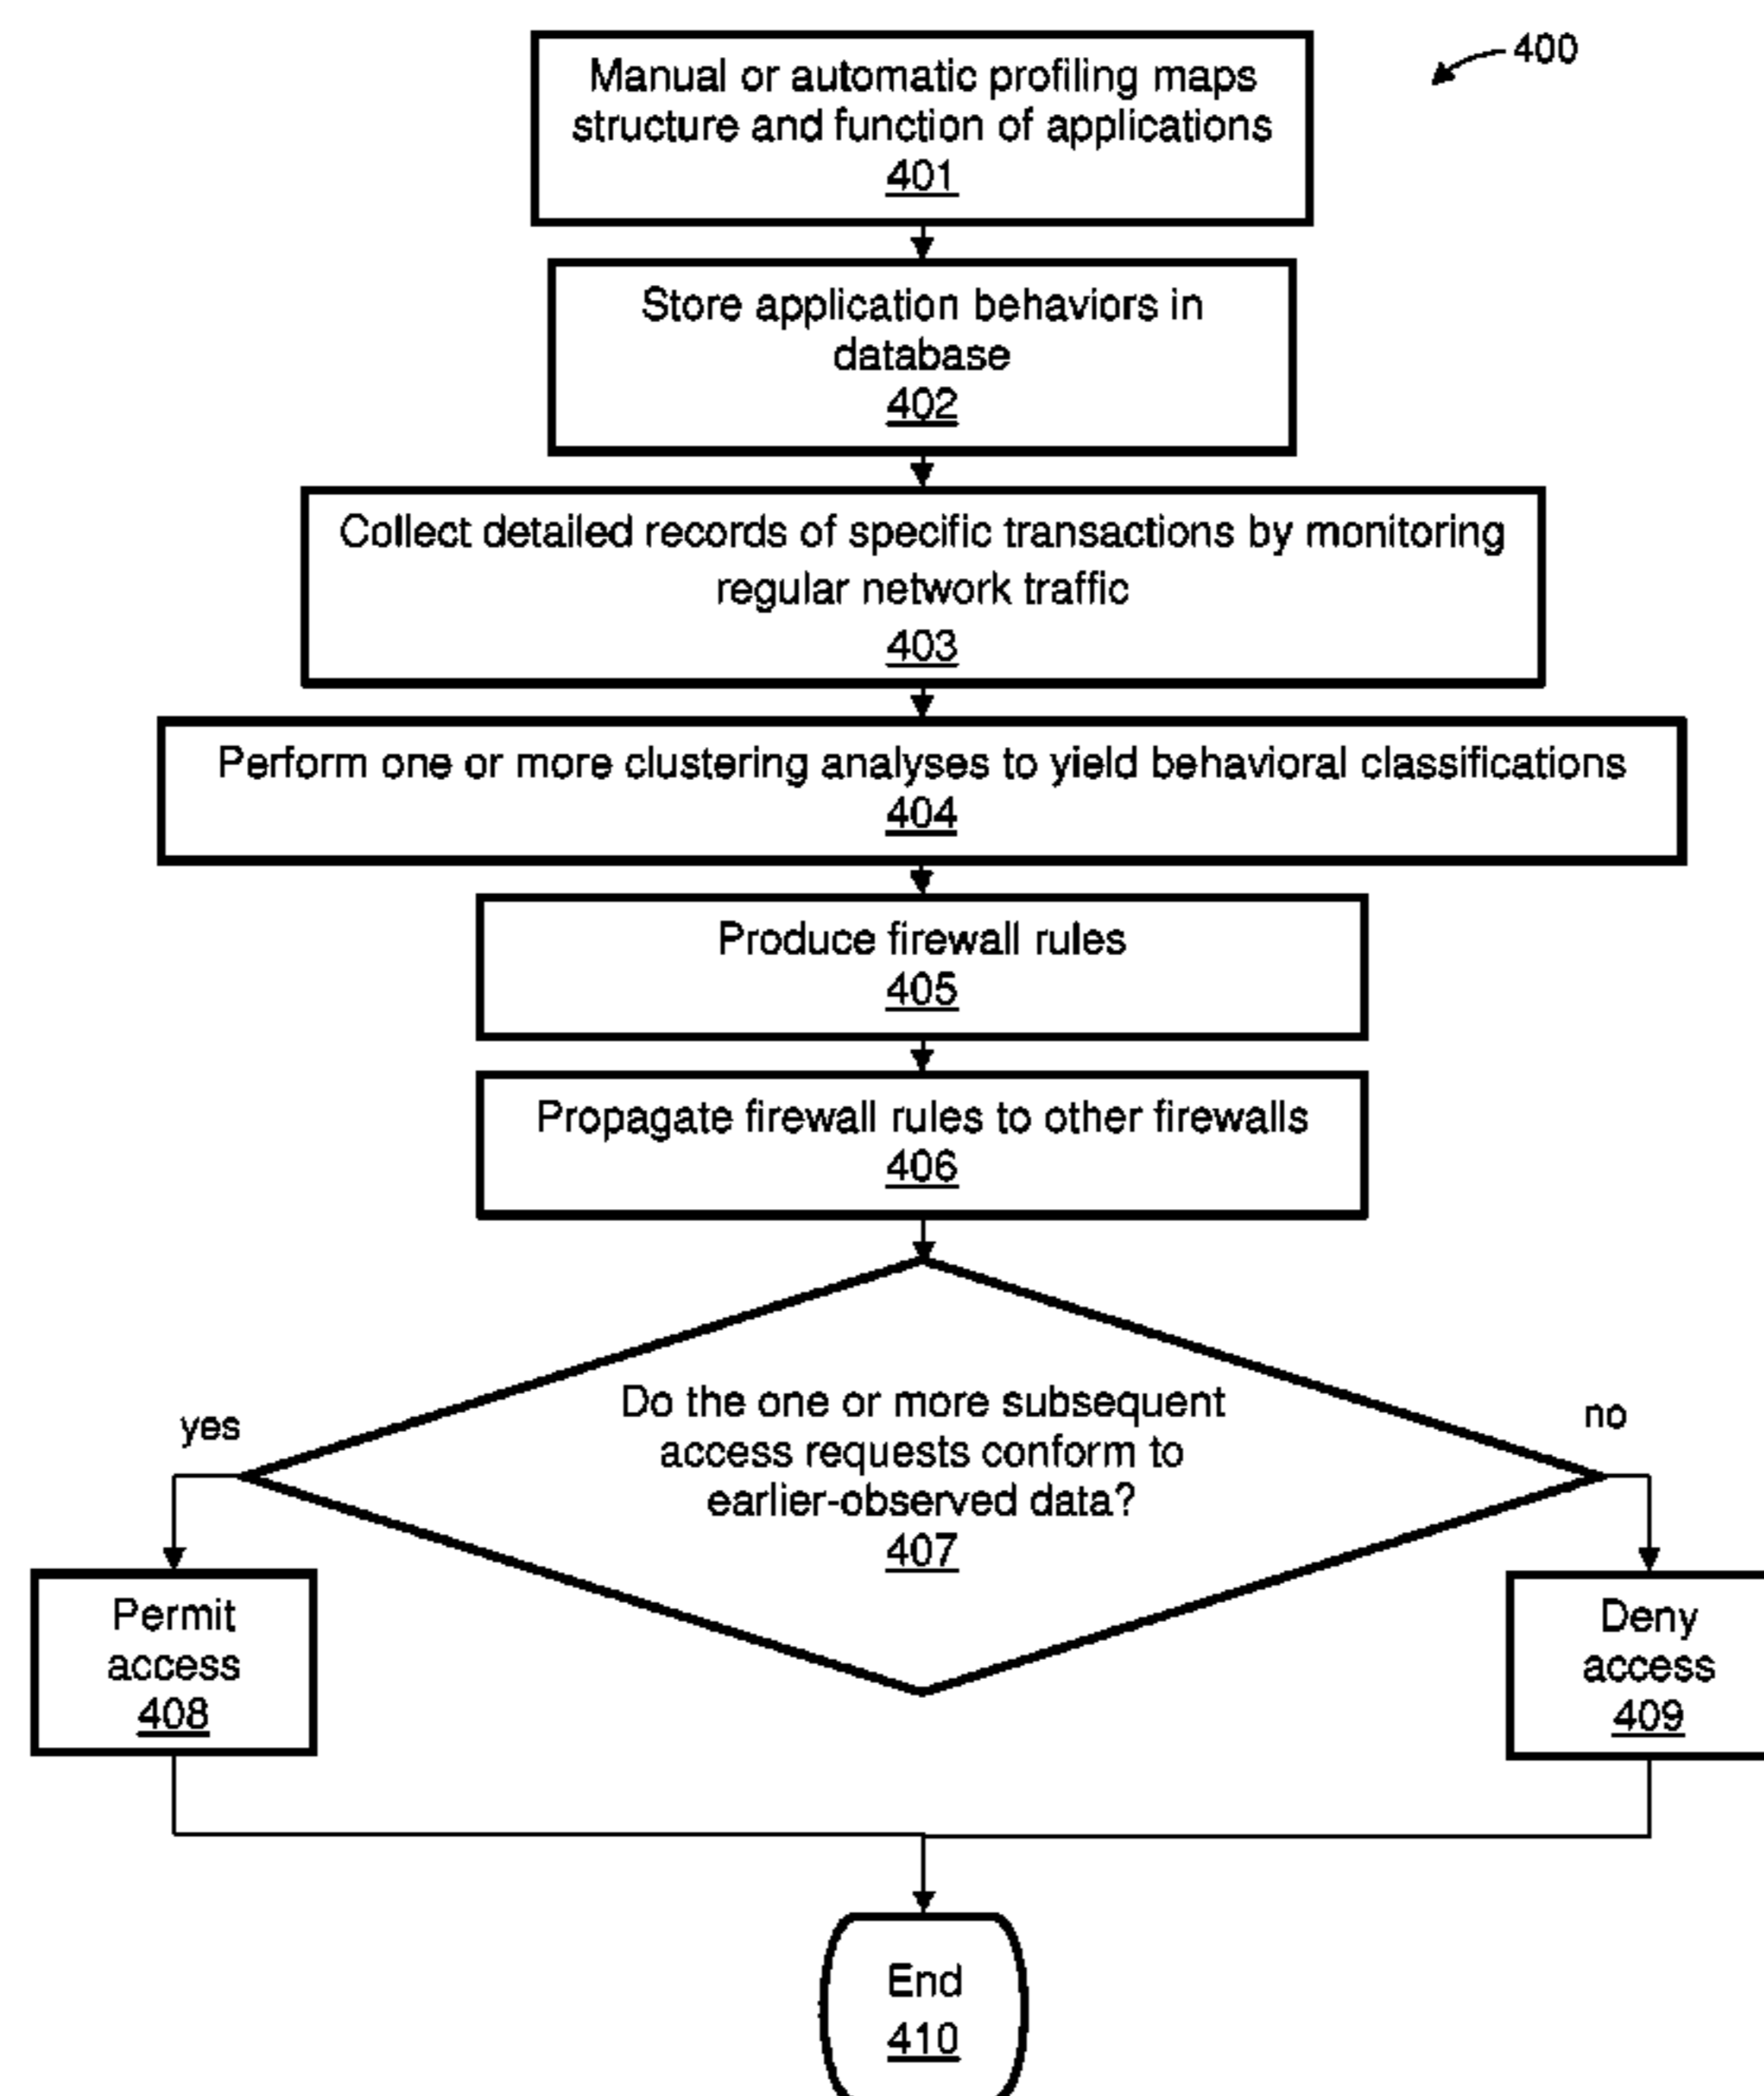 400
Manual or automatic profiling maps
structure and function of applications
401
Store application behaviors in
database
402
Collect detailed records of specific transactions by monitoring
regular network traffic
403
Perform one or more clustering analyses to yield behavioral classifications
404
Produce firewall rules
405
Propagate firewall rules to other firewalls
406
Do the one or more subsequent
access requests conform to
earlier-observed data?
407
yes
no
Permit
access
408
Deny
access
409
End
410